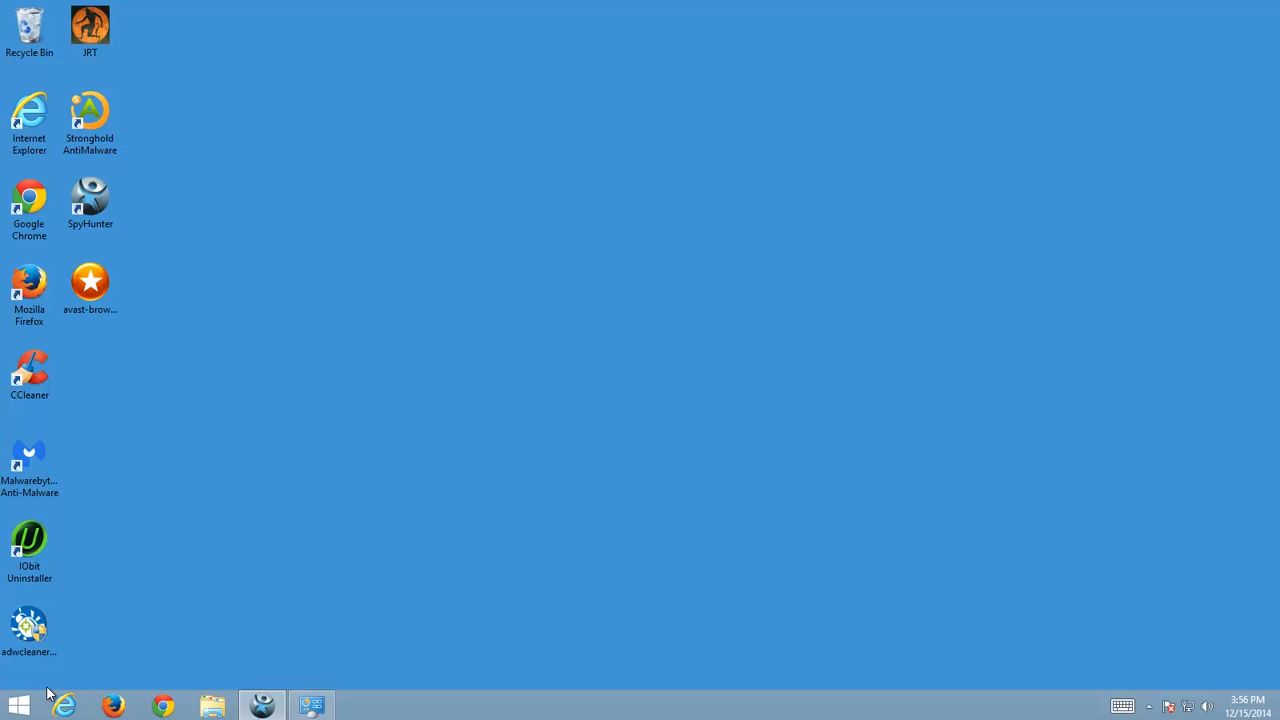 Recycle Bin
JRT
Internet
Explorer
Stronghold
AntiMalware
Google
Chrome
SpyHunter
Mozilla
Firefox
avast-brow...
CCleaner
Malwarebyt...
Anti-Malware
IObit
Uninstaller
adwcleaner...
3:56 PM
12/15/2014